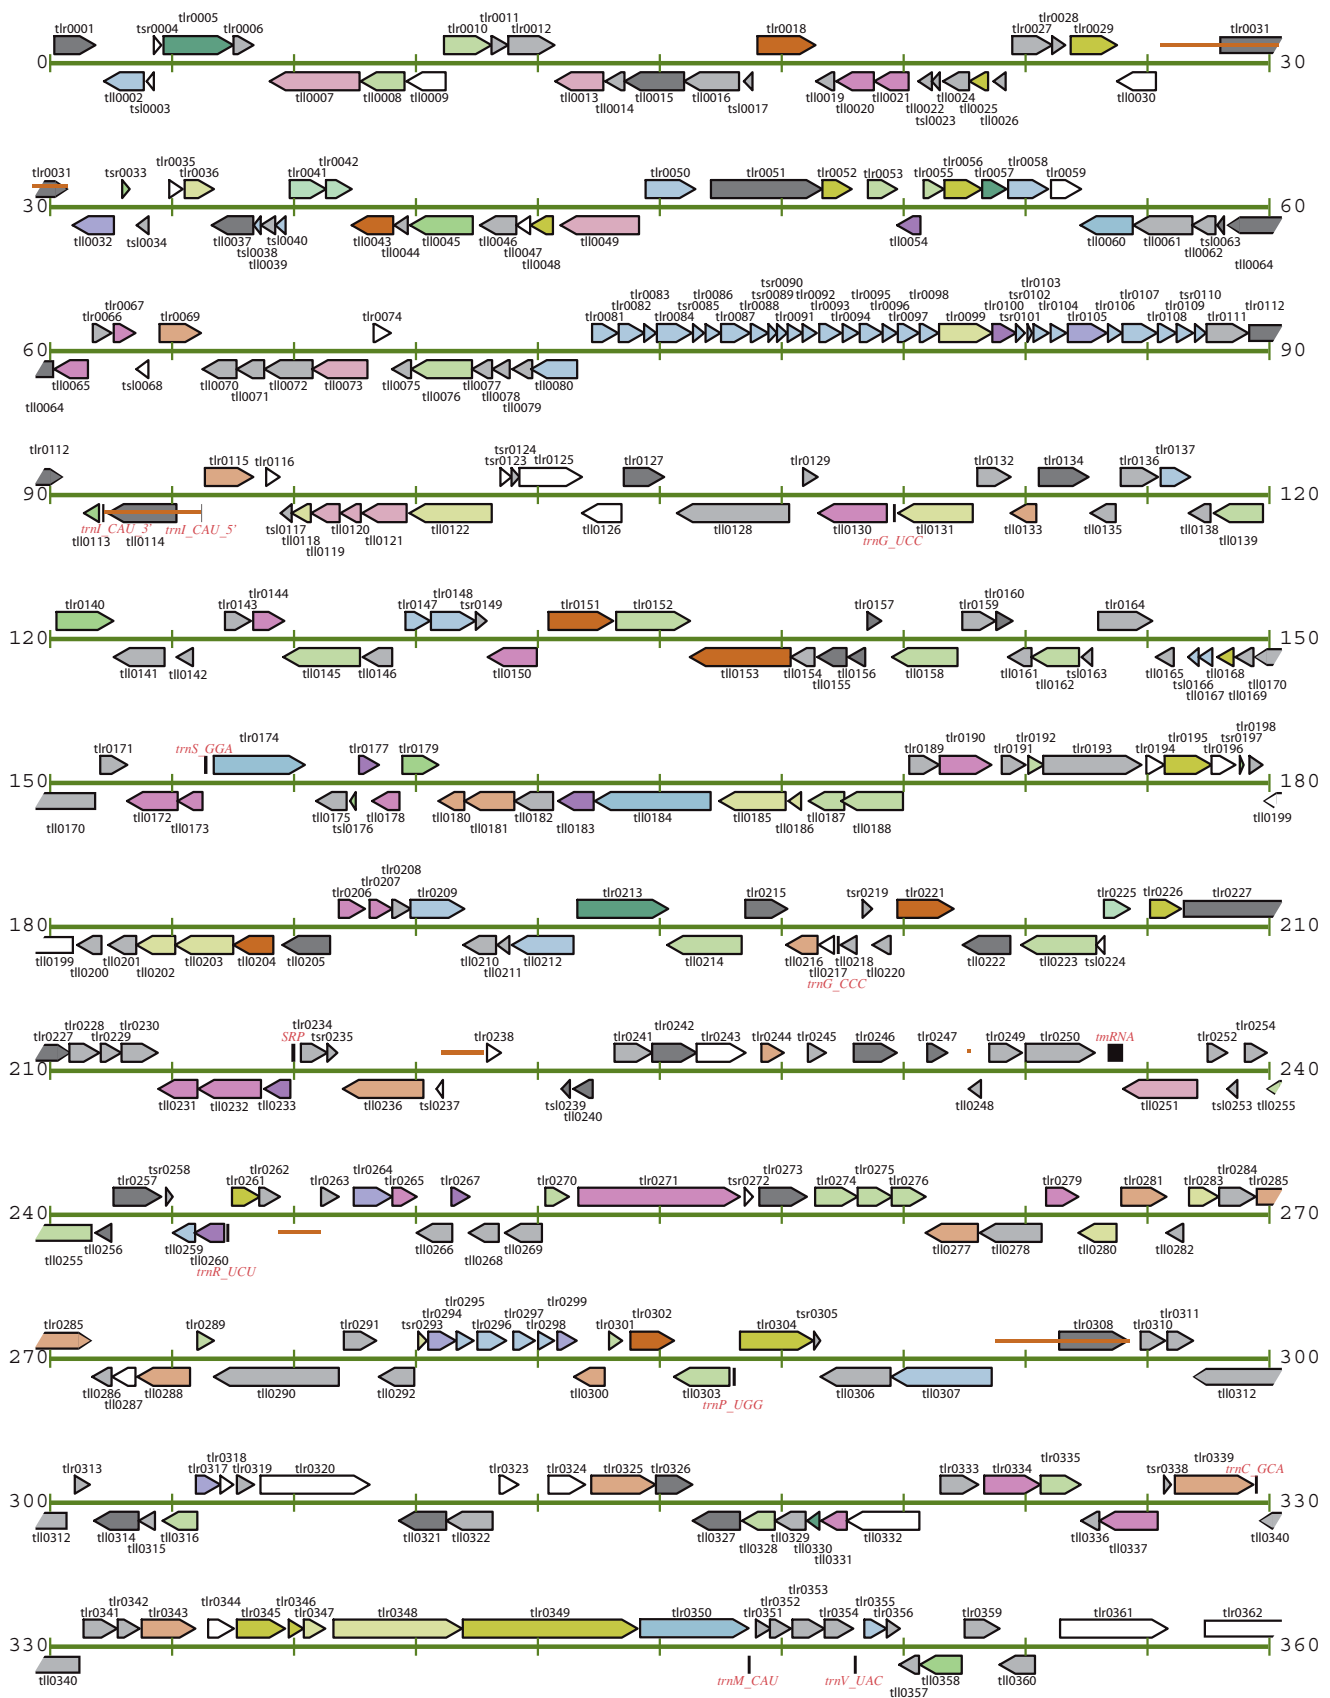 tlr0005 tlr0011 tlr0028
tlr0001 tsr0004 tlr0006 tlr0010 tlr0012 tlr0018 tlr0027 tlr0029 tlr0031
0 30
tll0002 tll0007 tll0008 tll0009 tll0013 tll0015 tll0016 tll0019 tll0021 tll0024 tll0030
tsl0003 tll0014 tsl0017 tll0020 tll0022 tll0025
tsl0023 tll0026
tlr0035 tlr0042 tlr0056 tlr0058
tlr0031 tsr0033 tlr0036 tlr0041 tlr0050 tlr0051 tlr0052 tlr0053 tlr0055 tlr0057 tlr0059
30 60
tll0032 tsl0034 tll0037 tsl0040 tll0043 tll0045 tll0046 tll0049 tll0054 tll0060 tll0061 tsl0063
tsl0038 tll0044 tll0047 tll0062
tll0039 tll0048 tll0064
tsr0090 tlr0103
tlr0067 tlr0083 tlr0086 tsr0089 tlr0092 tlr0095 tlr0098 tsr0102 tlr0107 tsr0110
tlr0066 tlr0069 tlr0074 tlr0082 tsr0085 tlr0088 tlr0093 tlr0096 tlr0100 tlr0104 tlr0106 tlr0109 tlr0112
tlr0081 tlr0084 tlr0087 tlr0091 tlr0094 tlr0097 tlr0099 tsr0101 tlr0105 tlr0108 tlr0111
60 90
tll0065 tsl0068 tll0070 tll0072 tll0073 tll0075 tll0077 tll0080
tll0071 tll0076 tll0078
tll0064 tll0079
tlr0112 tsr0124 tlr0137
tlr0115 tlr0116 tsr0123 tlr0125 tlr0127 tlr0129 tlr0132 tlr0134 tlr0136
90 120
trnI_CAU_3' trnI_CAU_5' tsl0117 tll0120 tll0122 tll0126 tll0128 tll0130 tll0131 tll0133 tll0135 tll0138
tll0113 tll0114 tll0118 tll0121 trnG_UCC tll0139
tll0119
tlr0144 tlr0148 tlr0160
tlr0140 tlr0143 tlr0147 tsr0149 tlr0151 tlr0152 tlr0157 tlr0159 tlr0164
120 150
tll0141 tll0142 tll0145 tll0146 tll0150 tll0153 tll0154 tll0156 tll0158 tll0161 tsl0163 tll0165 tll0168 tll0170
tll0155 tll0162 tsl0166 tll0169
tll0167
tlr0198
tlr0174 tlr0190 tlr0192 tlr0195 tsr0197
tlr0171 trnS_GGA tlr0177 tlr0179 tlr0189 tlr0191 tlr0193 tlr0194 tlr0196
150 180
tll0170 tll0172 tll0175 tll0178 tll0180 tll0182 tll0183 tll0184 tll0185 tll0187 tll0199
tll0173 tsl0176 tll0181 tll0186 tll0188
tlr0208
tlr0207
tlr0206 tlr0209 tlr0213 tlr0215 tsr0219 tlr0221 tlr0225 tlr0226 tlr0227
180 210
tll0199 tll0201 tll0203 tll0204 tll0205 tll0210 tll0212 tll0214 tll0216 tll0218 tll0222 tll0223
tll0200 tll0202 tll0211 tll0217 tll0220 tsl0224
trnG_CCC
tlr0228 tlr0230 tlr0234 tlr0242 tlr0254
tlr0227 tlr0229 SRP tsr0235 tlr0238 tlr0241 tlr0243 tlr0244 tlr0245 tlr0246 tlr0247 tlr0249 tlr0250 tmRNA tlr0252
210 240
tll0231 tll0233 tll0236 tsl0237 tsl0239 tll0248 tll0251 tsl0253 tll0255
tll0232 tll0240
tsr0258 tlr0262 tlr0264 tlr0273 tlr0275 tlr0284
tlr0257 tlr0261 tlr0263 tlr0265 tlr0267 tlr0270 tlr0271 tsr0272 tlr0274 tlr0276 tlr0279 tlr0281 tlr0283 tlr0285
240 270
tll0256 tll0259 tll0266 tll0269 tll0277 tll0278 tll0280 tll0282
tll0255 tll0260 tll0268
trnR_UCU
tlr0295 tlr0299
tlr0294 tlr0297 tsr0305 tlr0311
tlr0285 tlr0289 tlr0291 tsr0293 tlr0296 tlr0298 tlr0301 tlr0302 tlr0304 tlr0308 tlr0310
270 300
tll0286 tll0288 tll0290 tll0292 tll0300 tll0303 tll0306 tll0307 tll0312
tll0287 trnP_UGG
tlr0318 tlr0335
tlr0313 tlr0317 tlr0319 tlr0320 tlr0323 tlr0324 tlr0325 tlr0326 tlr0333 tlr0334 tsr0338 tlr0339 trnC_GCA
300 330
tll0312 tll0314 tll0316 tll0321 tll0322 tll0327 tll0329 tll0332 tll0336 tll0340
tll0315 tll0328 tll0330 tll0337
tll0331
tlr0353
tlr0342 tlr0346 tlr0352 tlr0355
tlr0341 tlr0343 tlr0344 tlr0345 tlr0347 tlr0348 tlr0349 tlr0350 tlr0351 tlr0354 tlr0356 tlr0359 tlr0361 tlr0362
330 360
tll0340 trnM_CAU trnV_UAC tll0358 tll0360
tll0357